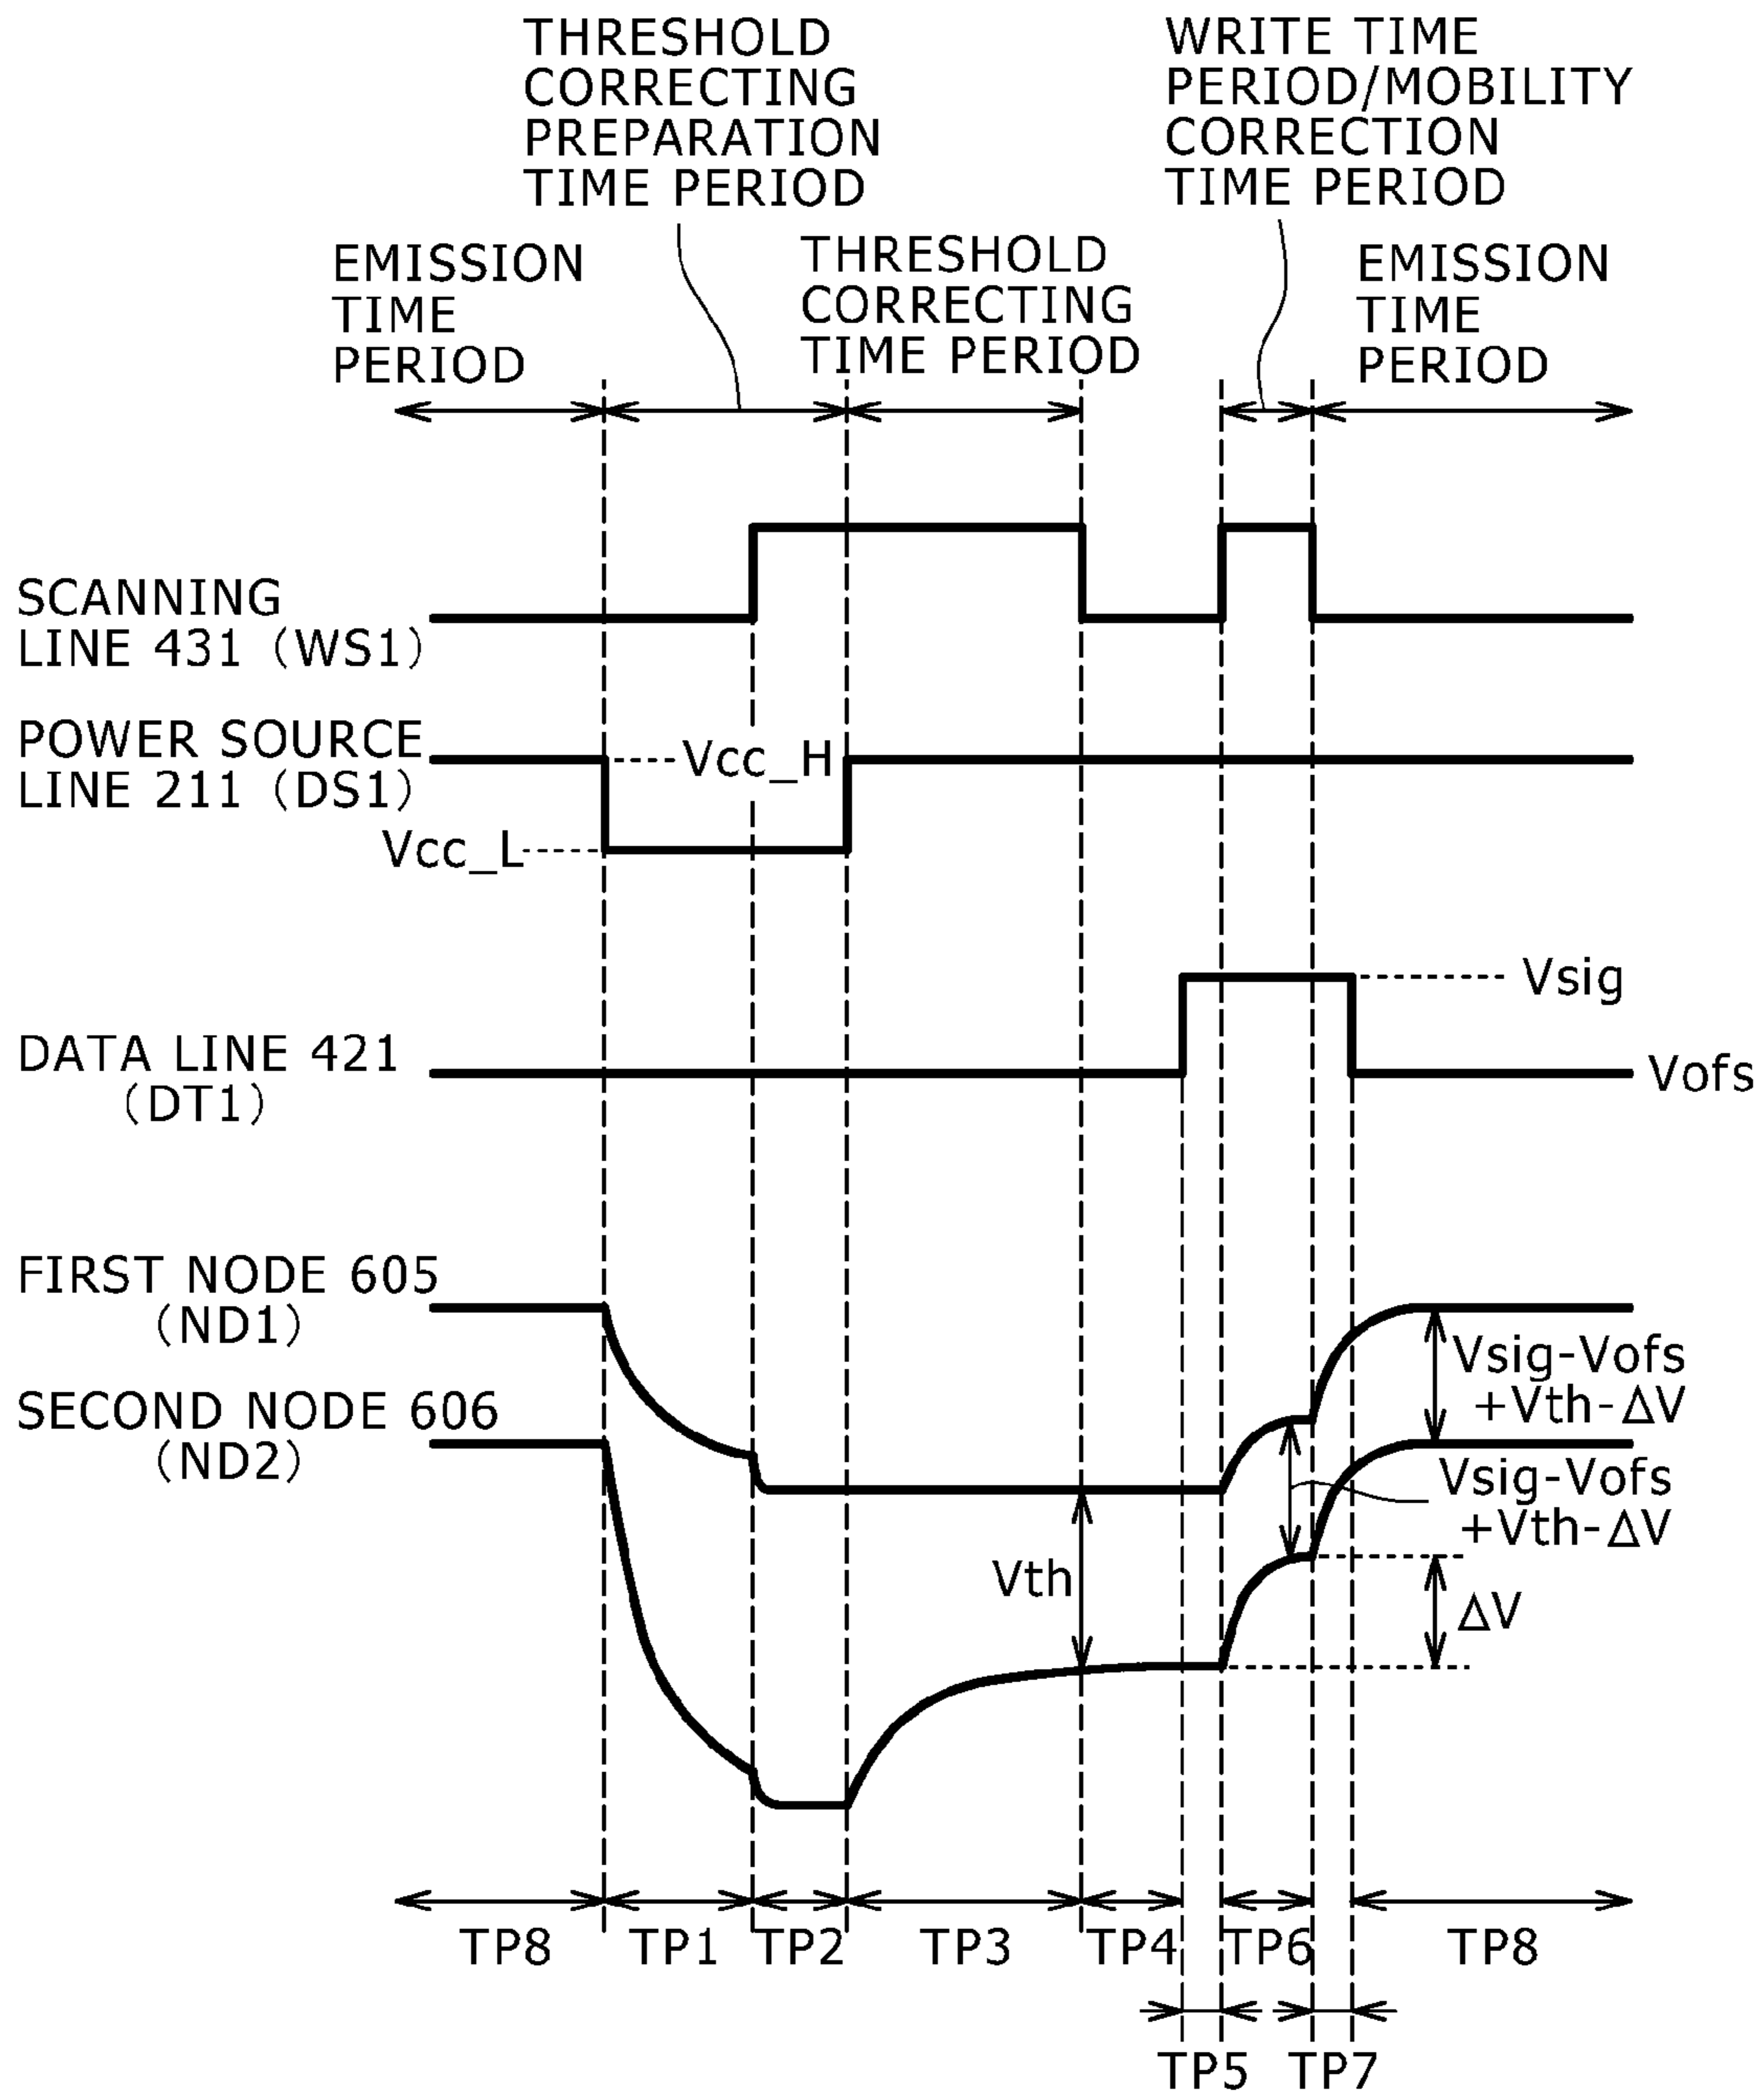 THRESHOLD
CORRECTING
PREPARATION
TIME PERIOD
WRITE TIME
PERIOD/MOBILITY
CORRECTION
TIME PERIOD
EMISSION
TIME
PERIOD
THRESHOLD
CORRECTING
TIME PERIOD
EMISSION
TIME
PERIOD
SCANNING
LINE 431 (WS1)
POWER SOURCE
LINE 211 (DS1)
Vcc_H
Vcc_L
Vsig
DATA LINE 421
(DT1)
Vofs
FIRST NODE 605
(ND1)
Vsig-Vofs
+Vth-ΔV
SECOND NODE 606
(ND2)
Vsig-Vofs
+Vth-ΔV
Vth
ΔV
TP8 TP1 TP2 TP3 TP4 TP6 TP8
TP5 TP7